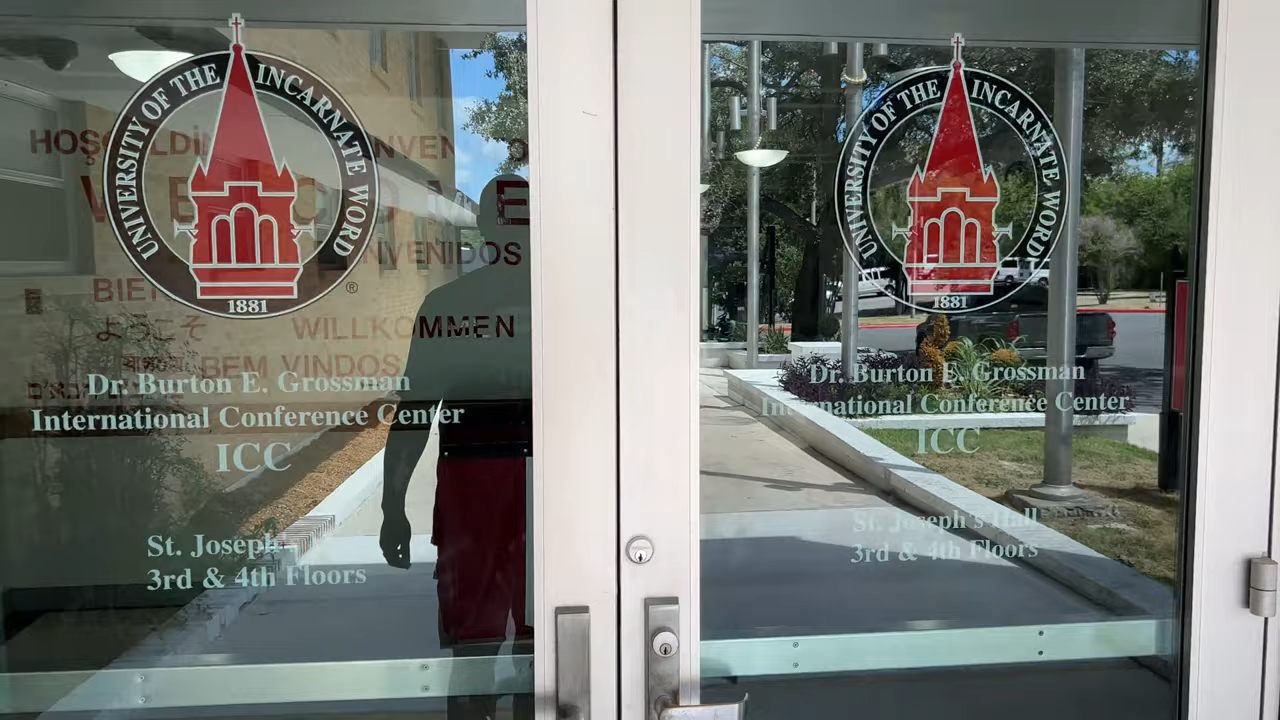 UNIVERSITY OF THE INCARNATE WORD
1881
®
WILLKOMMEN
BEM VINDOS
Dr. Burton E. Grossman
International Conference Center
ICC
St. Joseph
3rd & 4th Floors
UNIVERSITY OF THE INCARNATE WORD
1881
Dr. Burton E. Grossman
International Conference Center
ICC
St. Joseph's Hall
3rd & 4th Floors